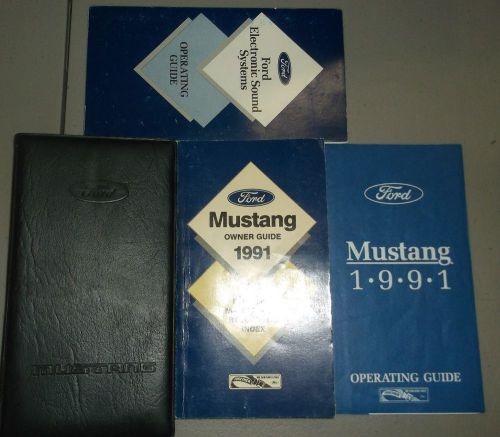 Ford
Ford
Electronic Sound
Systems
OPERATING
GUIDE
Ford
MUSTANG
Ford
Mustang
OWNER GUIDE
1991
INDEX
Ford
Mustang
1•9•9•1
OPERATING GUIDE